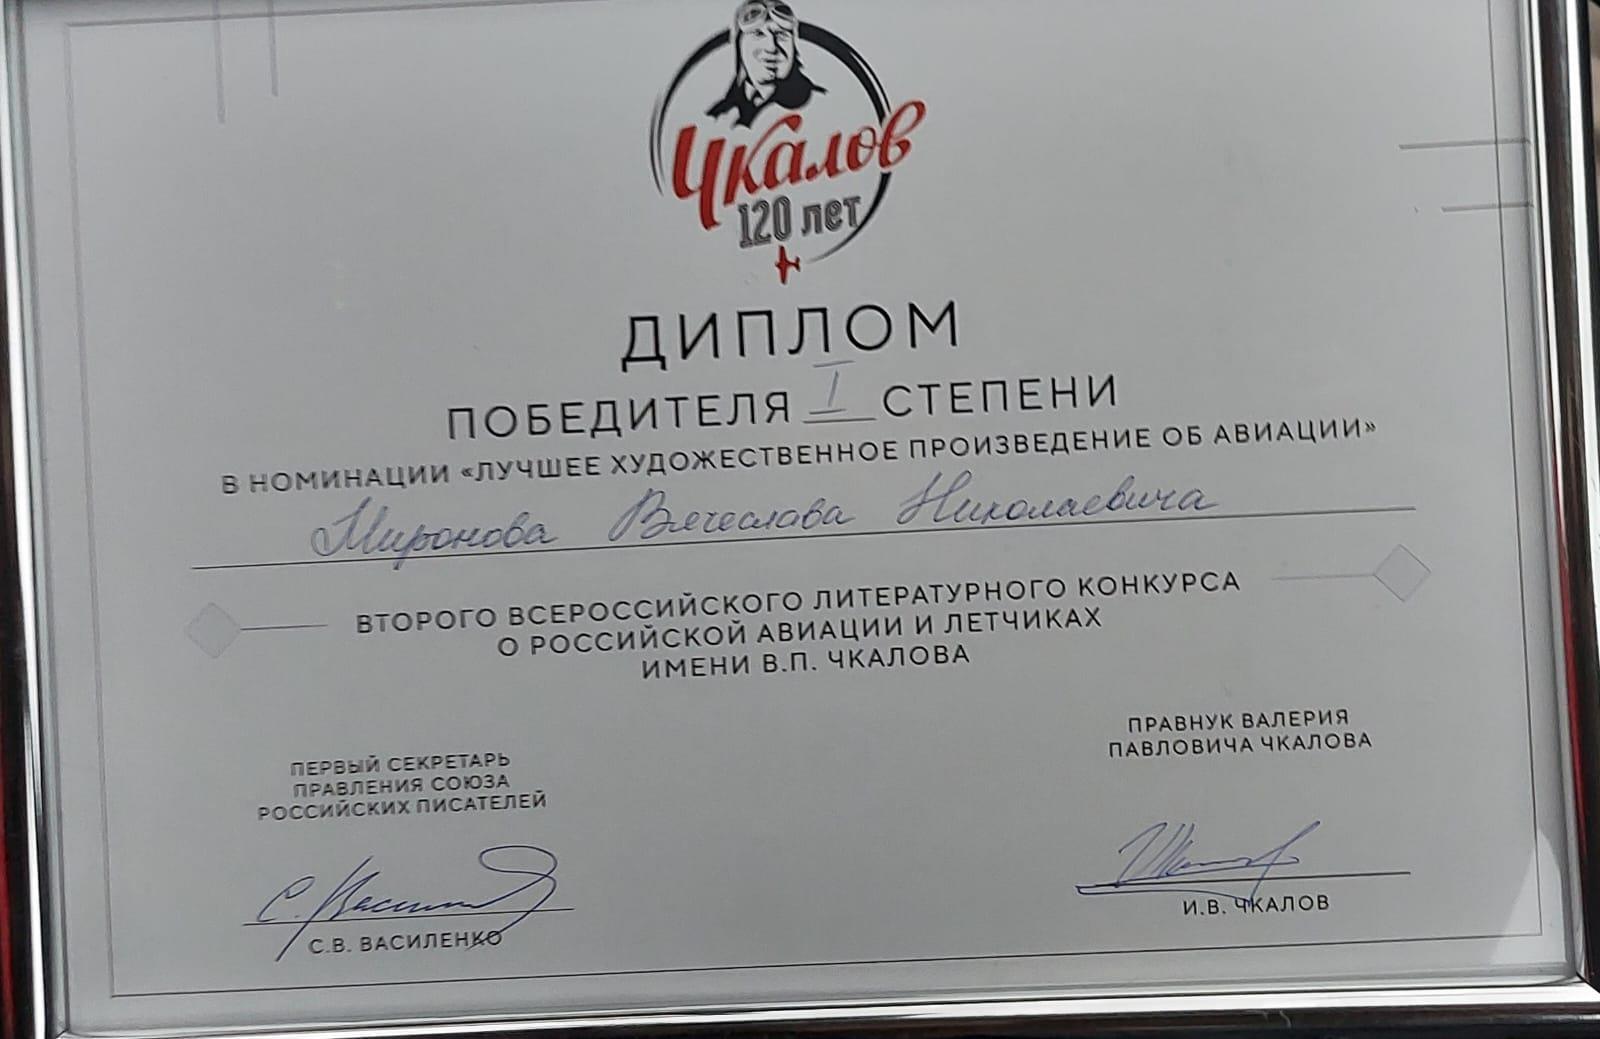 Чкалов
120 лет
ДИПЛОМ
ПОБЕДИТЕЛЯ I СТЕПЕНИ
В НОМИНАЦИИ «ЛУЧШЕЕ ХУДОЖЕСТВЕННОЕ ПРОИЗВЕДЕНИЕ ОБ АВИАЦИИ»
Миронова Вячеслава Николаевича
ВТОРОГО ВСЕРОССИЙСКОГО ЛИТЕРАТУРНОГО КОНКУРСА
О РОССИЙСКОЙ АВИАЦИИ И ЛЕТЧИКАХ
ИМЕНИ В.П. ЧКАЛОВА
ПЕРВЫЙ СЕКРЕТАРЬ
ПРАВЛЕНИЯ СОЮЗА
РОССИЙСКИХ ПИСАТЕЛЕЙ
С.В. ВАСИЛЕНКО
ПРАВНУК ВАЛЕРИЯ
ПАВЛОВИЧА ЧКАЛОВА
И.В. ЧКАЛОВ